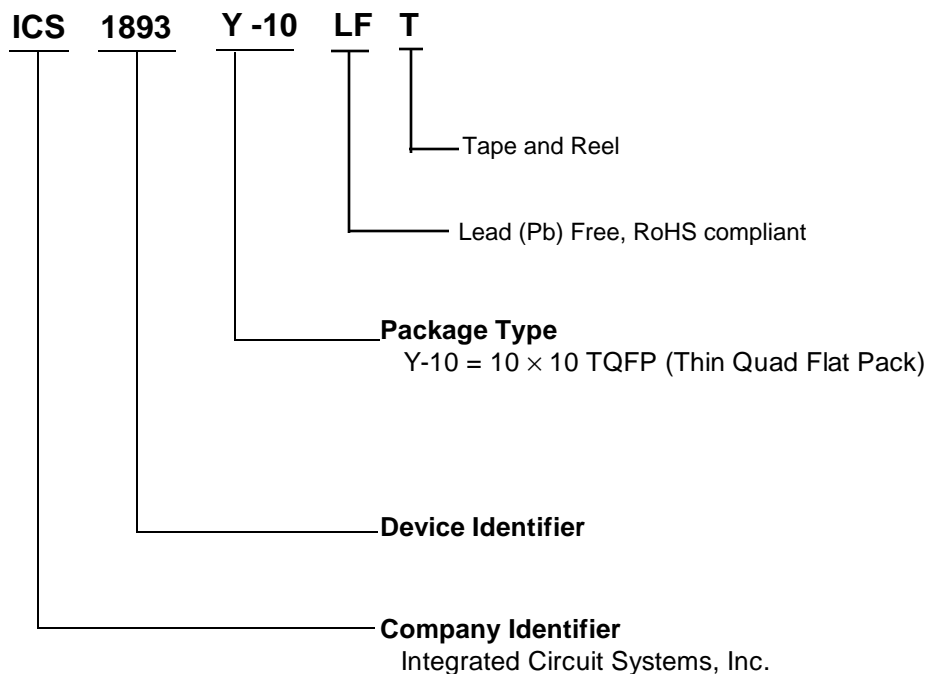 ICS 1893 Y -10 LF T
Tape and Reel
Lead (Pb) Free, RoHS compliant
Package Type
Y-10 = 10 × 10 TQFP (Thin Quad Flat Pack)
Device Identifier
Company Identifier
Integrated Circuit Systems, Inc.